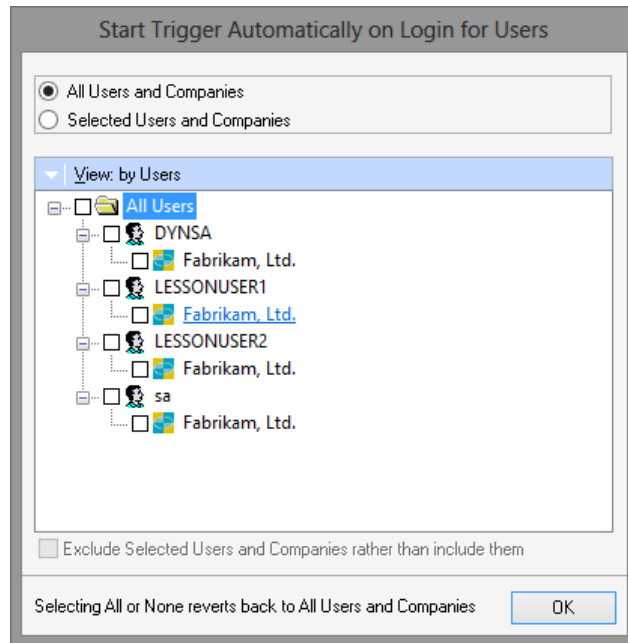 Start Trigger Automatically on Login for Users
All Users and Companies
Selected Users and Companies
View: by Users
All Users
DYNSA
Fabrikam, Ltd.
LESSONUSER1
Fabrikam, Ltd.
LESSONUSER2
Fabrikam, Ltd.
sa
Fabrikam, Ltd.
Exclude Selected Users and Companies rather than include them
Selecting All or None reverts back to All Users and Companies
OK